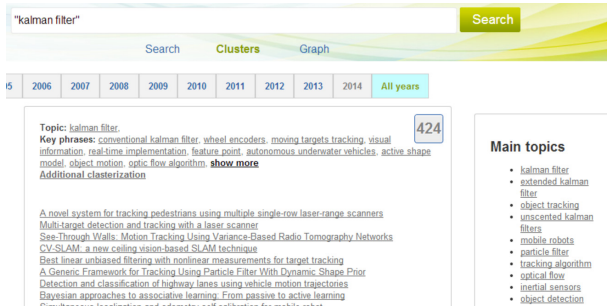 "kalman filter"
Search
Search Clusters Graph
2006 2007 2008 2009 2010 2011 2012 2013 2014 All years
Topic: kalman filter,
424
Key phrases: conventional kalman filter, wheel encoders, moving targets tracking, visual
information, real-time implementation, feature point, autonomous underwater vehicles, active shape
model, object motion, optic flow algorithm, show more
Additional clasterization
A novel system for tracking pedestrians using multiple single-row laser-range scanners
Multi-target detection and tracking with a laser scanner
See-Through Walls: Motion Tracking Using Variance-Based Radio Tomography Networks
CV-SLAM: a new ceiling vision-based SLAM technique
Best linear unbiased filtering with nonlinear measurements for target tracking
A Generic Framework for Tracking Using Particle Filter With Dynamic Shape Prior
Detection and classification of highway lanes using vehicle motion trajectories
Bayesian approaches to associative learning: From passive to active learning
Main topics
kalman filter
extended kalman
filter
object tracking
unscented kalman
filters
mobile robots
particle filter
tracking algorithm
optical flow
inertial sensors
object detection